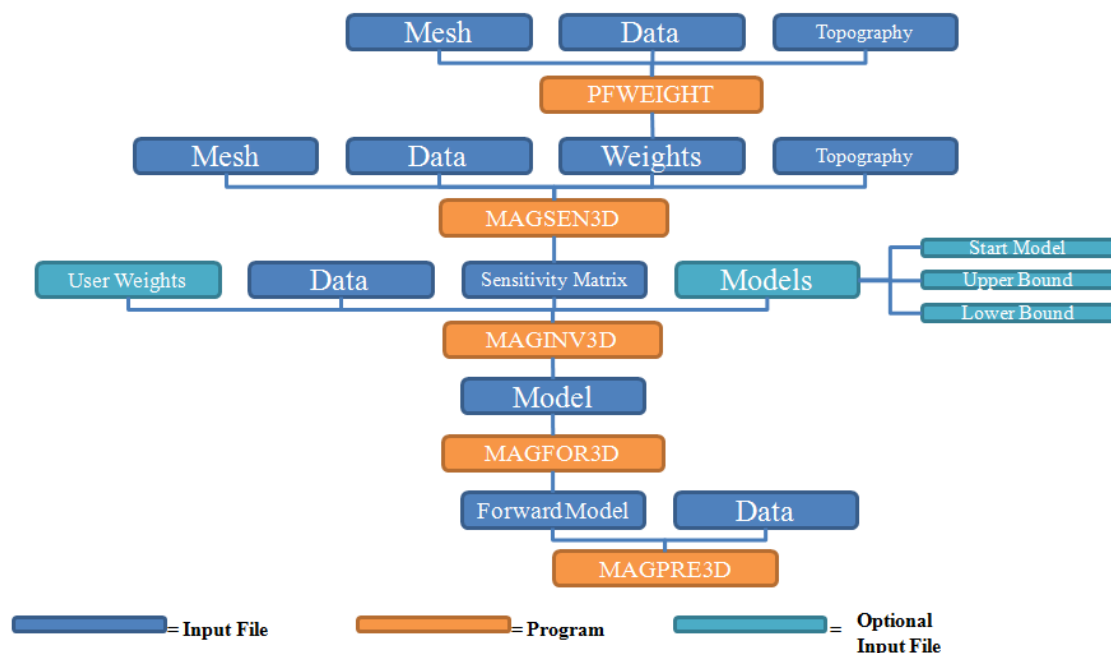 Mesh
Data
Topography
PFWEIGHT
Mesh
Data
Weights
Topography
MAGSEN3D
User Weights
Data
Sensitivity Matrix
Models
Start Model
Upper Bound
Lower Bound
MAGINV3D
Model
MAGFOR3D
Forward Model
Data
MAGPRE3D
= Input File
= Program
= Optional
Input File